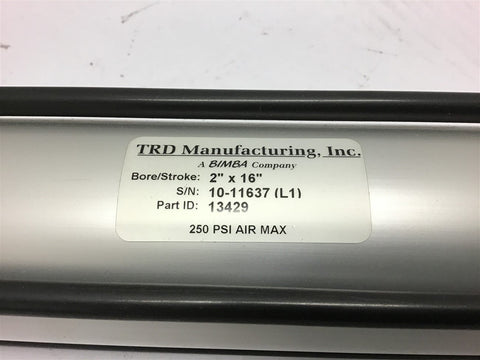 TRD Manufacturing, Inc.
A BIMBA Company
Bore/Stroke: 2" x 16"
S/N: 10-11637 (L1)
Part ID: 13429
250 PSI AIR MAX